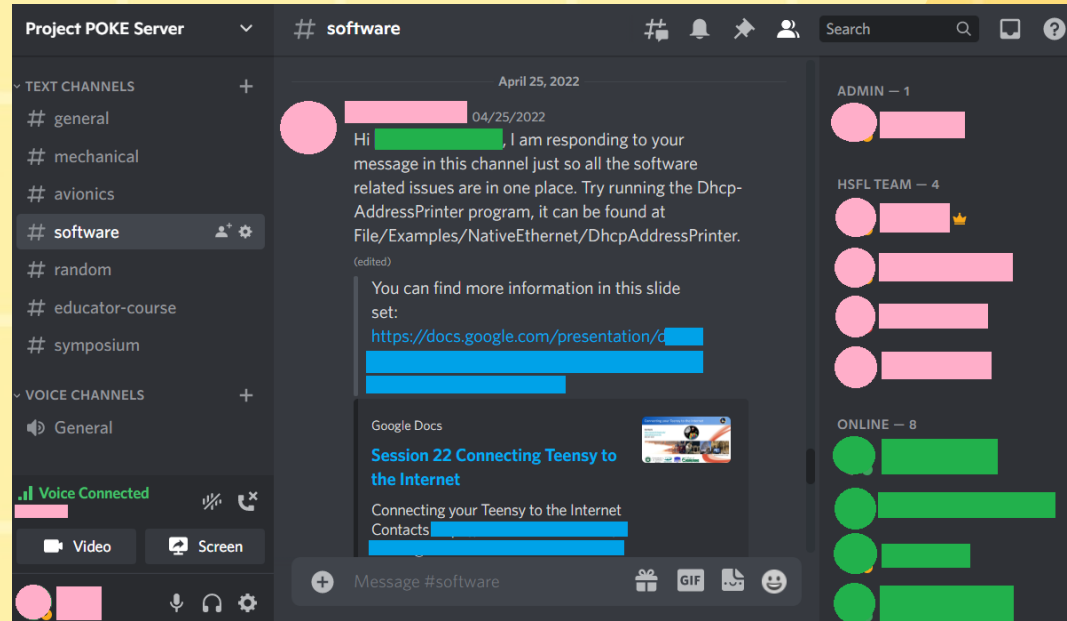 Project POKE Server
# software
Search
TEXT CHANNELS
# general
# mechanical
# avionics
# software
# random
# educator-course
# symposium
VOICE CHANNELS
General
Voice Connected
Video
Screen
April 25, 2022
04/25/2022
Hi , I am responding to your
message in this channel just so all the software
related issues are in one place. Try running the Dhcp-
AddressPrinter program, it can be found at
File/Examples/NativeEthernet/DhcpAddressPrinter.
(edited)
You can find more information in this slide
set:
https://docs.google.com/presentation/d
Google Docs
Session 22 Connecting Teensy to
the Internet
Connecting your Teensy to the Internet
Contacts
Message #software
GIF
ADMIN — 1
HSFL TEAM — 4
ONLINE — 8